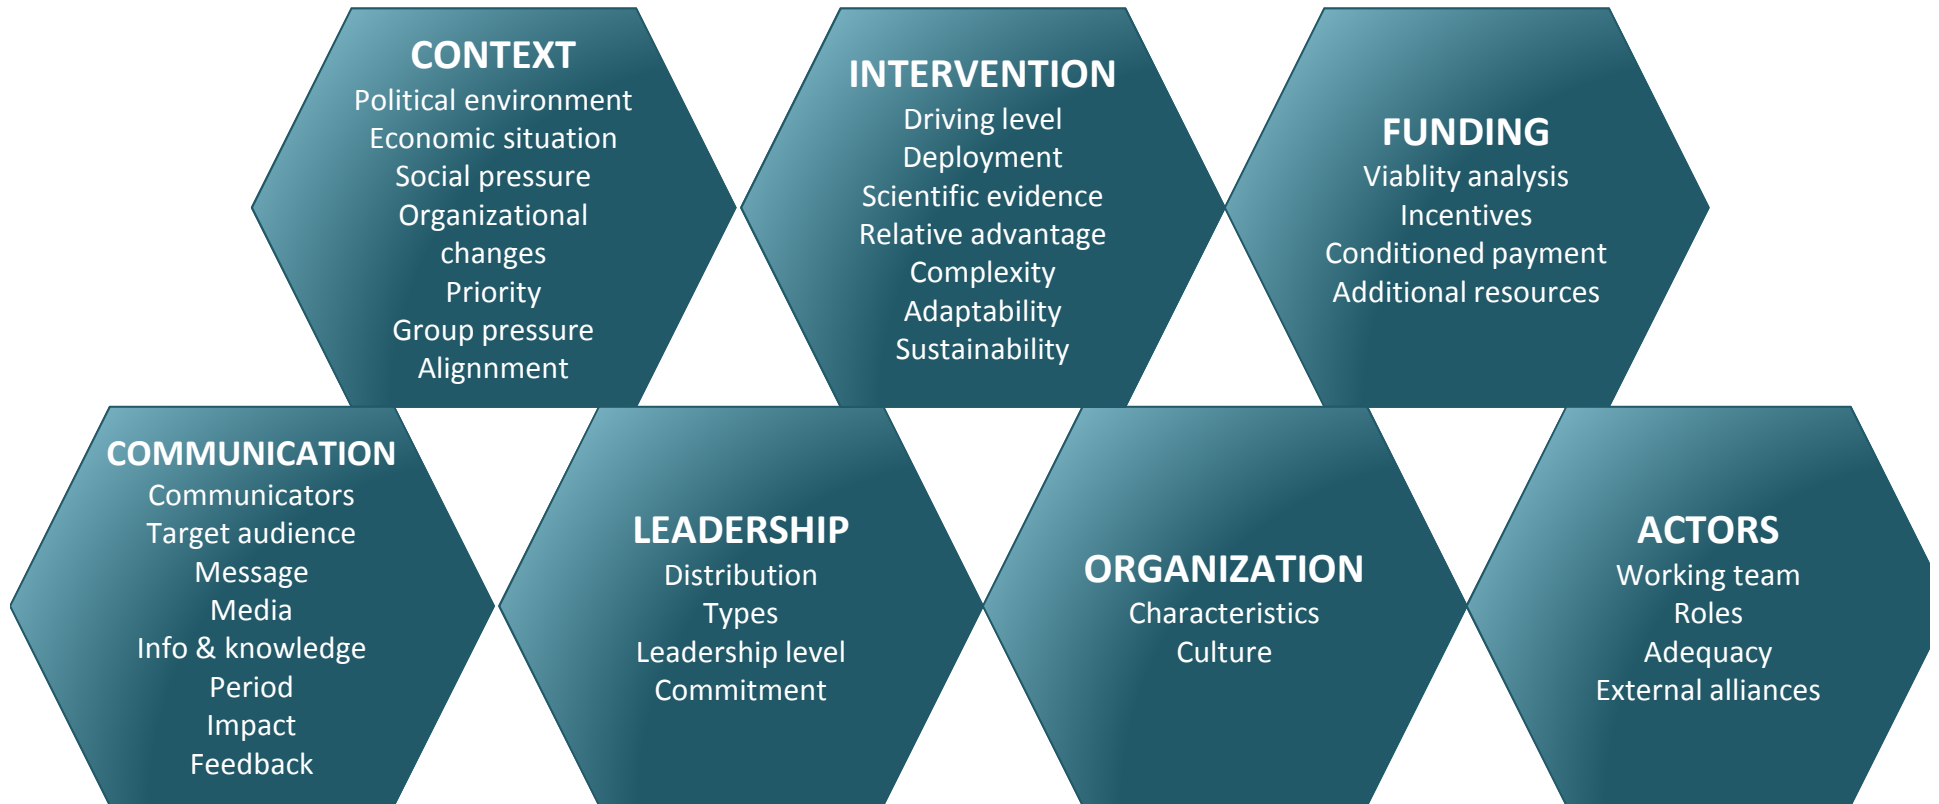 CONTEXT
Political environment
Economic situation
Social pressure
Organizational
changes
Priority
Group pressure
Alignnment
INTERVENTION
Driving level
Deployment
Scientific evidence
Relative advantage
Complexity
Adaptability
Sustainability
FUNDING
Viablity analysis
Incentives
Conditioned payment
Additional resources
COMMUNICATION
Communicators
Target audience
Message
Media
Info & knowledge
Period
Impact
Feedback
LEADERSHIP
Distribution
Types
Leadership level
Commitment
ORGANIZATION
Characteristics
Culture
ACTORS
Working team
Roles
Adequacy
External alliances